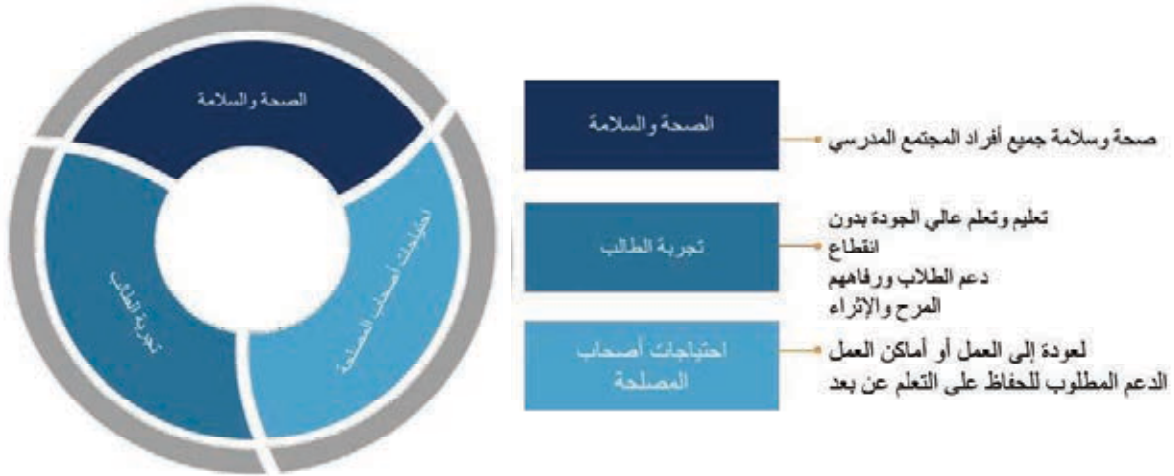 الصحة والسلامة
احتياجات أصحاب المصلحة
تجربة الطالب
الصحة والسلامة
صحة وسلامة جميع أفراد المجتمع المدرسي
تجربة الطالب
تعليم وتعلم عالي الجودة بدون
انقطاع
دعم الطلاب ورفاههم
المرح والإثراء
احتياجات أصحاب
المصلحة
لعودة إلى العمل أو أماكن العمل
الدعم المطلوب للحفاظ على التعلم عن بعد